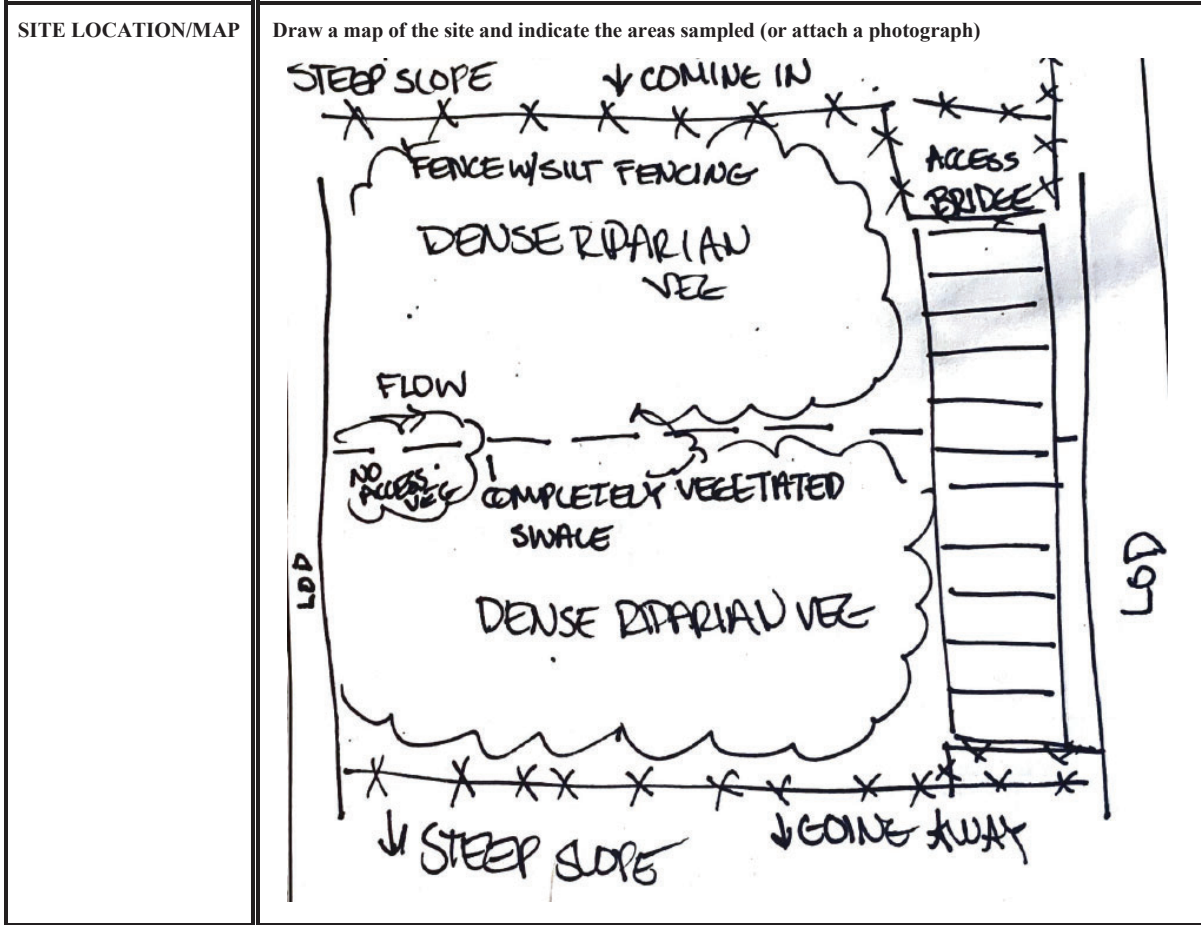 SITE LOCATION/MAP
Draw a map of the site and indicate the areas sampled (or attach a photograph)
STEEP SLOPE
↓ COMING IN
FENCE W/SILT FENCING
ACCESS
BRIDGE
DENSE RIPARIAN
VEG
FLOW
NO
ACCESS.
VEG
COMPLETELY VEGETATED
SWALE
LOD
LOD
DENSE RIPARIAN VEG
↓ STEEP SLOPE
↓ GOING AWAY